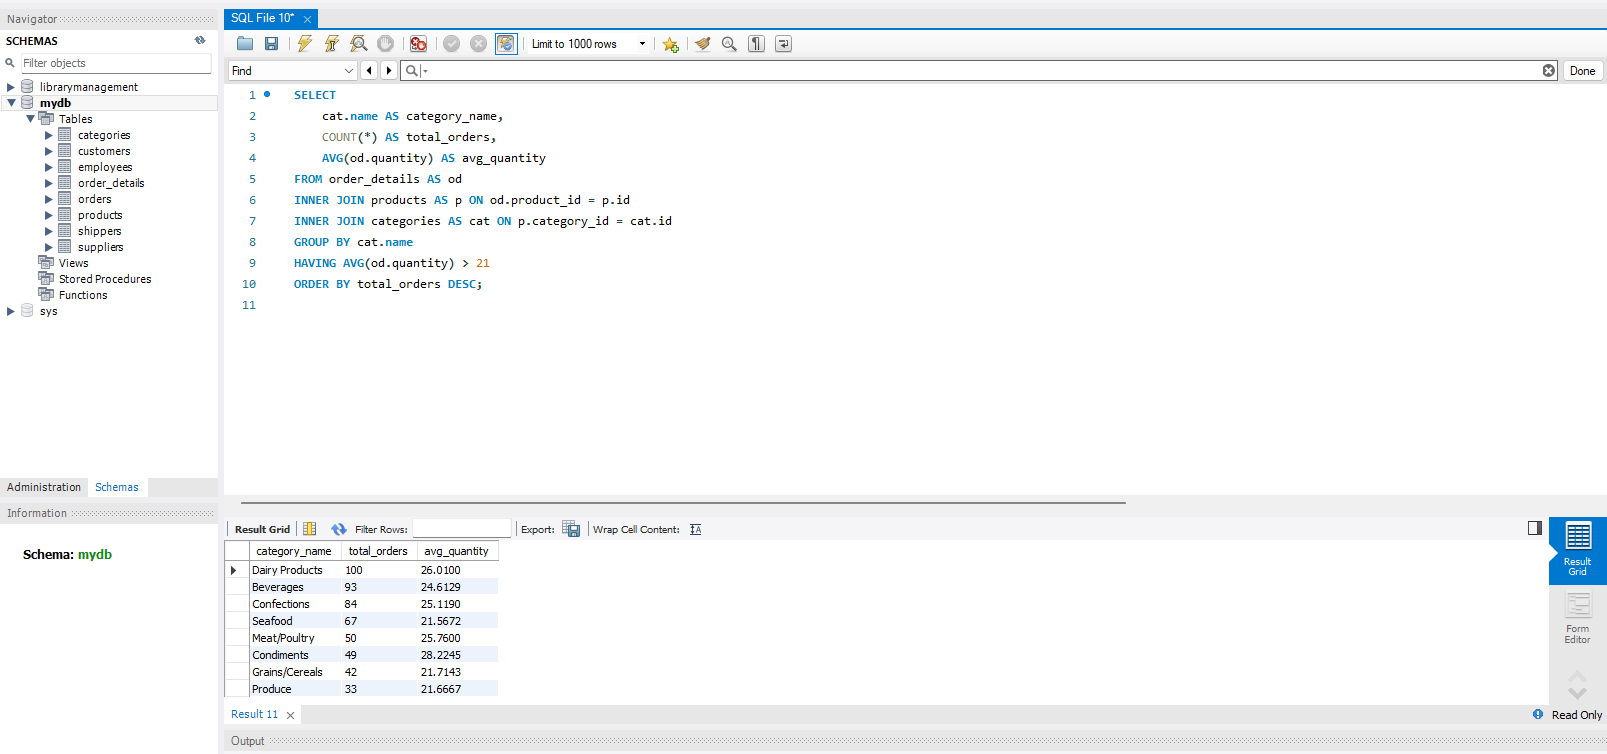 Navigator
SCHEMAS
Filter objects
librarymanagement
mydb
Tables
categories
customers
employees
order_details
orders
products
shippers
suppliers
Views
Stored Procedures
Functions
sys
Administration Schemas
Information
Schema: mydb
SQL File 10*
Limit to 1000 rows
Find
Done
1 SELECT
2 cat.name AS category_name,
3 COUNT(*) AS total_orders,
4 AVG(od.quantity) AS avg_quantity
5 FROM order_details AS od
6 INNER JOIN products AS p ON od.product_id = p.id
7 INNER JOIN categories AS cat ON p.category_id = cat.id
8 GROUP BY cat.name
9 HAVING AVG(od.quantity) > 21
10 ORDER BY total_orders DESC;
11
Result Grid Filter Rows: Export: Wrap Cell Content:
category_name total_orders avg_quantity
Dairy Products 100 26.0100
Beverages 93 24.6129
Confections 84 25.1190
Seafood 67 21.5672
Meat/Poultry 50 25.7600
Condiments 49 28.2245
Grains/Cereals 42 21.7143
Produce 33 21.6667
Result
Grid
Form
Editor
Result 11
Read Only
Output